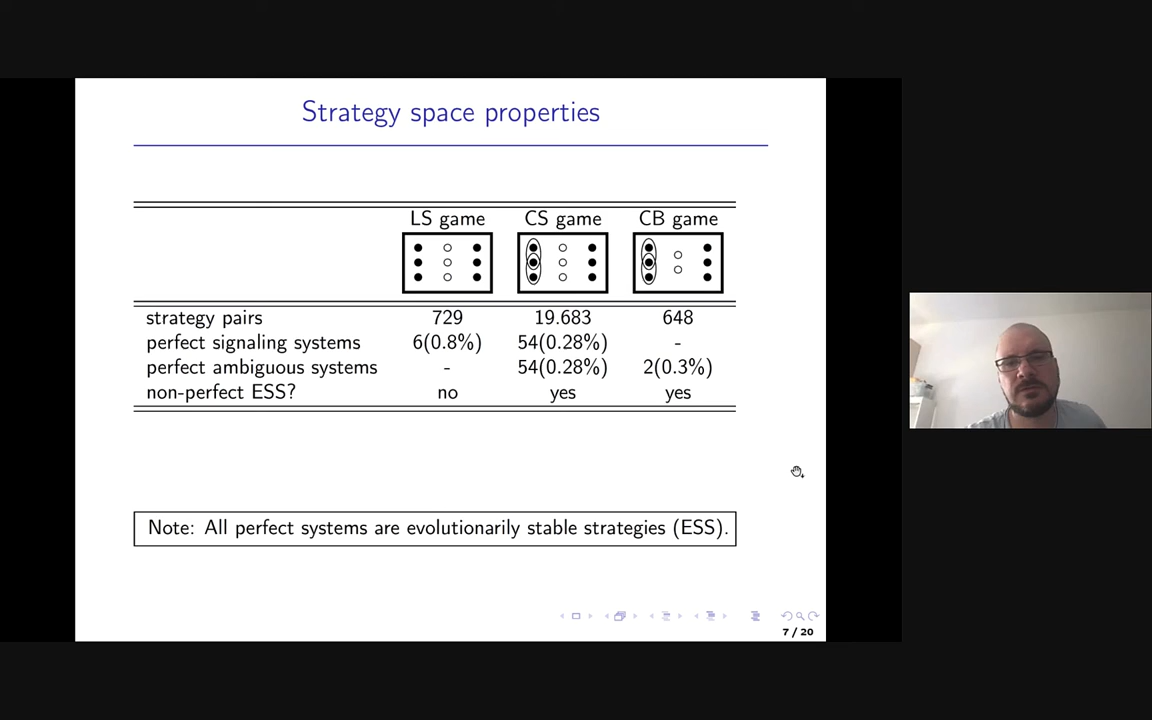 Strategy space properties
LS game CS game CB game
strategy pairs 729 19.683 648
perfect signaling systems 6(0.8%) 54(0.28%) -
perfect ambiguous systems - 54(0.28%) 2(0.3%)
non-perfect ESS? no yes yes
Note: All perfect systems are evolutionarily stable strategies (ESS).
7 / 20